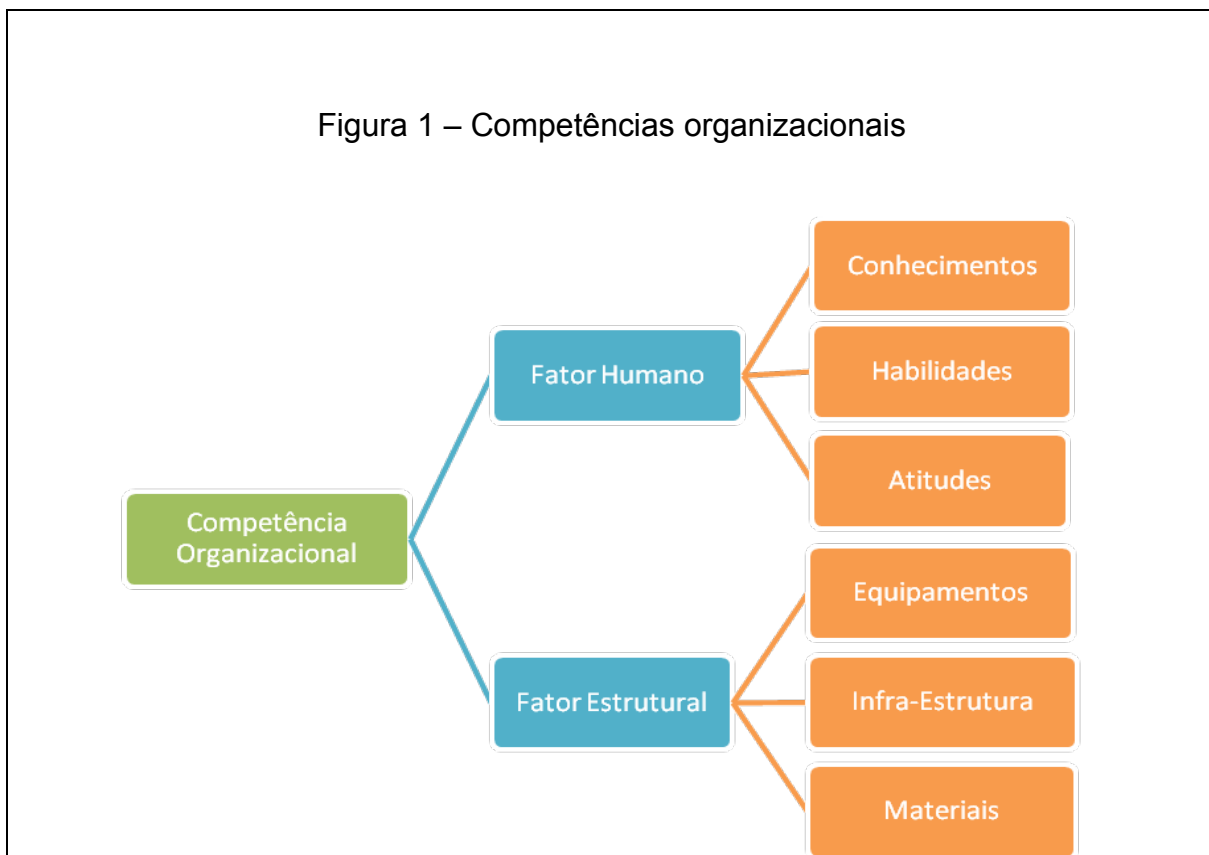 Figura 1 – Competências organizacionais
Conhecimentos
Fator Humano
Habilidades
Atitudes
Competência
Organizacional
Equipamentos
Fator Estrutural
Infra-Estrutura
Materiais